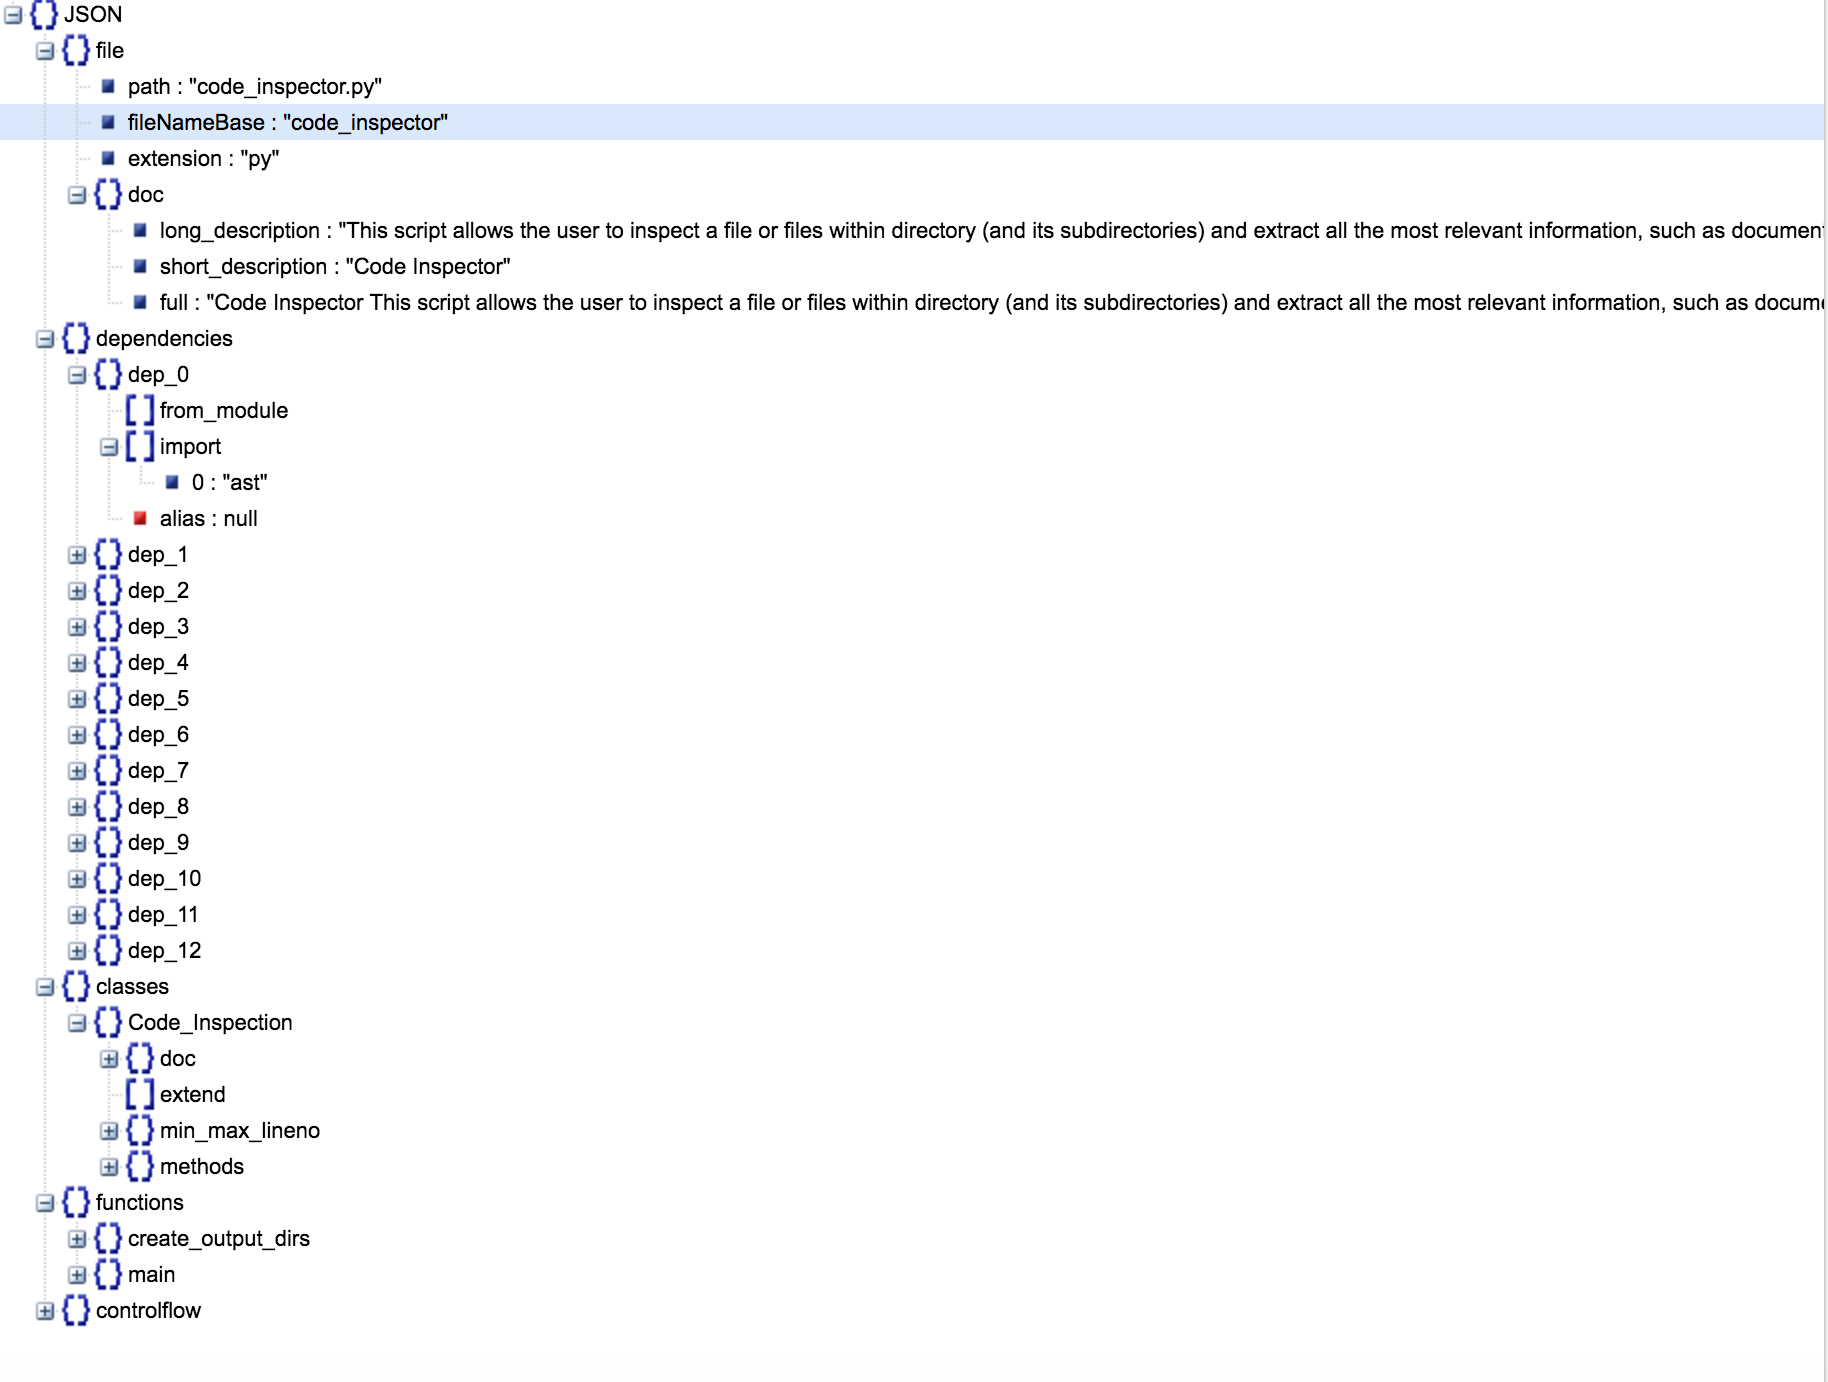 JSON
file
path : "code_inspector.py"
fileNameBase : "code_inspector"
extension : "py"
doc
long_description : "This script allows the user to inspect a file or files within directory (and its subdirectories) and extract all the most relevant information, such as document
short_description : "Code Inspector"
full : "Code Inspector This script allows the user to inspect a file or files within directory (and its subdirectories) and extract all the most relevant information, such as docume
dependencies
dep_0
from_module
import
0 : "ast"
alias : null
dep_1
dep_2
dep_3
dep_4
dep_5
dep_6
dep_7
dep_8
dep_9
dep_10
dep_11
dep_12
classes
Code_Inspection
doc
extend
min_max_lineno
methods
functions
create_output_dirs
main
controlflow